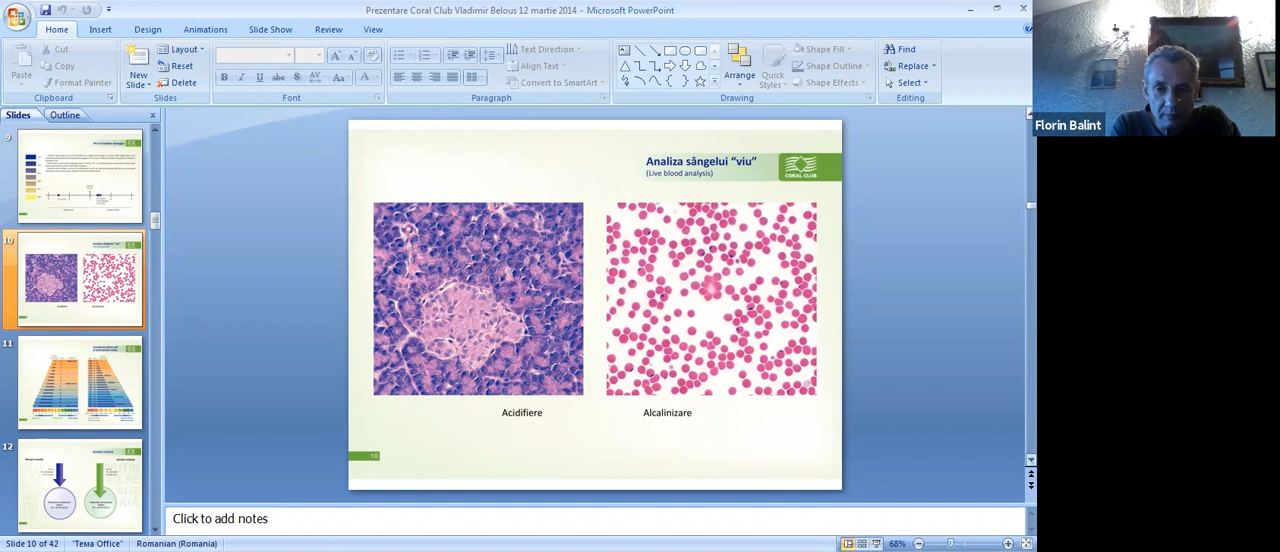 Prezentare Coral Club Vladimir Belous 12 martie 2014 - Microsoft PowerPoint
Home Insert Design Animations Slide Show Review View
Paste
Cut
Copy
Format Painter
Clipboard
New Slide
Layout
Reset
Delete
Slides
B I U abc AV Aa A
Font
Text Direction
Align Text
Convert to SmartArt
Paragraph
Arrange
Quick Styles
Shape Fill
Shape Outline
Shape Effects
Drawing
Find
Replace
Select
Editing
Florin Balint
Slides Outline
9
10
11
12
Analiza sângelui “viu”
(Live blood analysis)
CORAL CLUB
Acidifiere Alcalinizare
10
Click to add notes
Slide 10 of 42 "Тема Office" Romanian (Romania) 68%